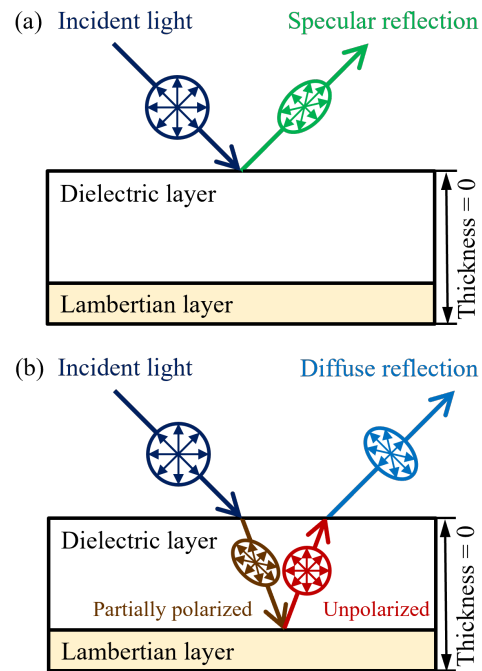 (a)
Incident light
Specular reflection
Dielectric layer
Lambertian layer
Thickness = 0
(b)
Incident light
Diffuse reflection
Dielectric layer
Partially polarized
Unpolarized
Lambertian layer
Thickness = 0